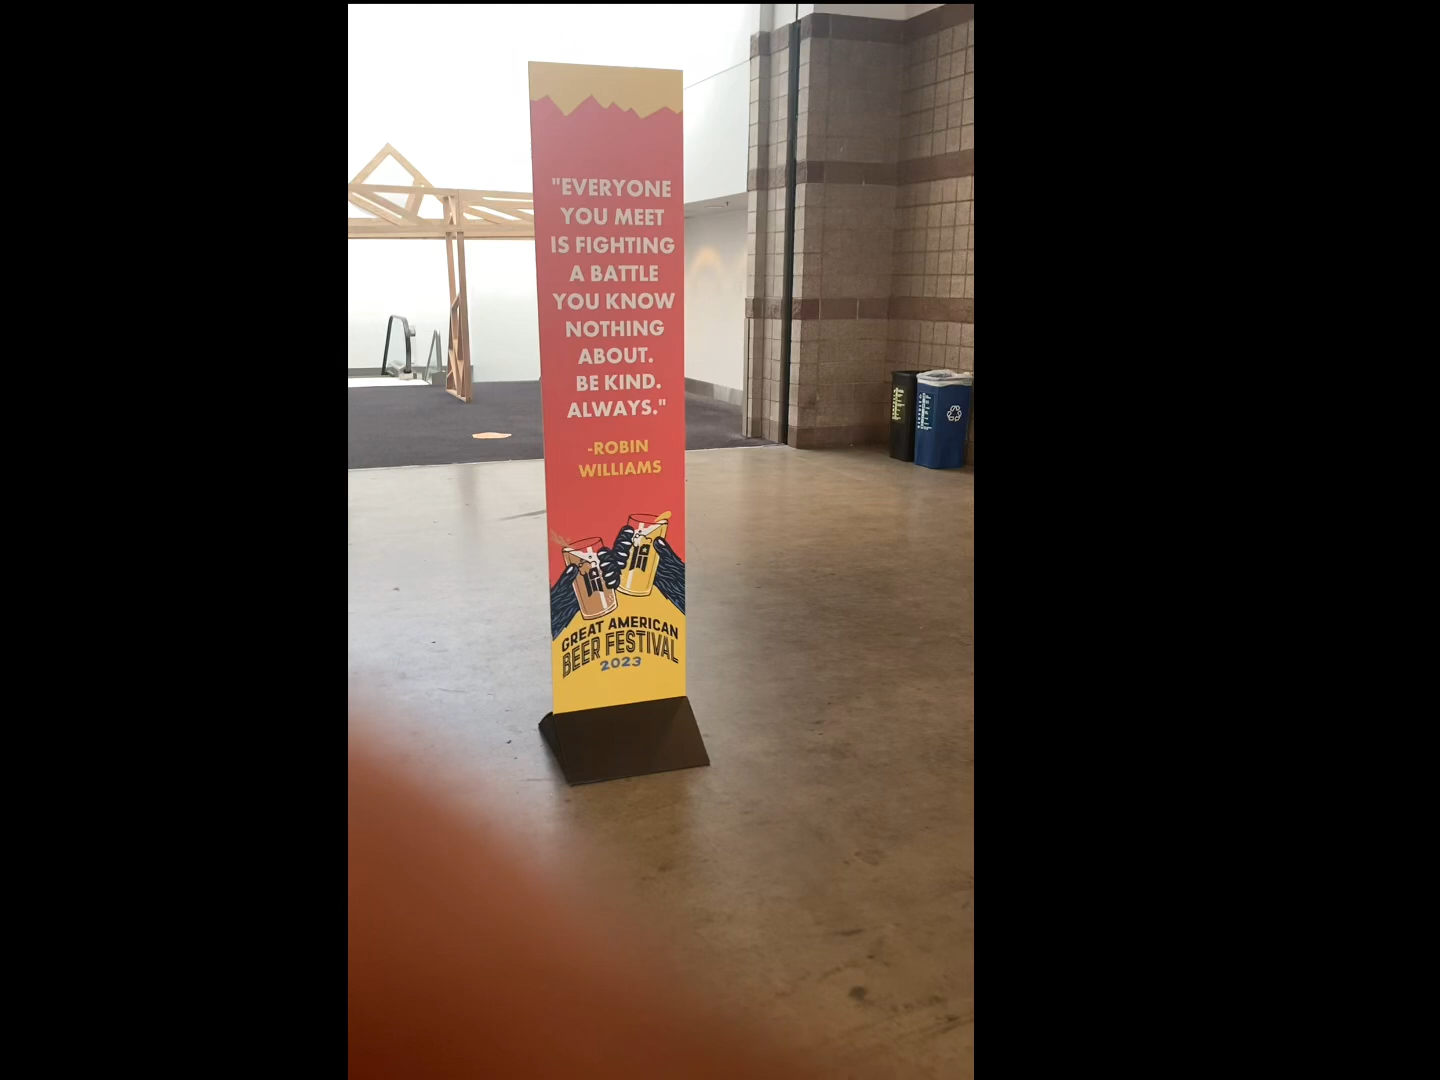 "EVERYONE
YOU MEET
IS FIGHTING
A BATTLE
YOU KNOW
NOTHING
ABOUT.
BE KIND.
ALWAYS."
-ROBIN
WILLIAMS
GREAT AMERICAN
BEER FESTIVAL
2023